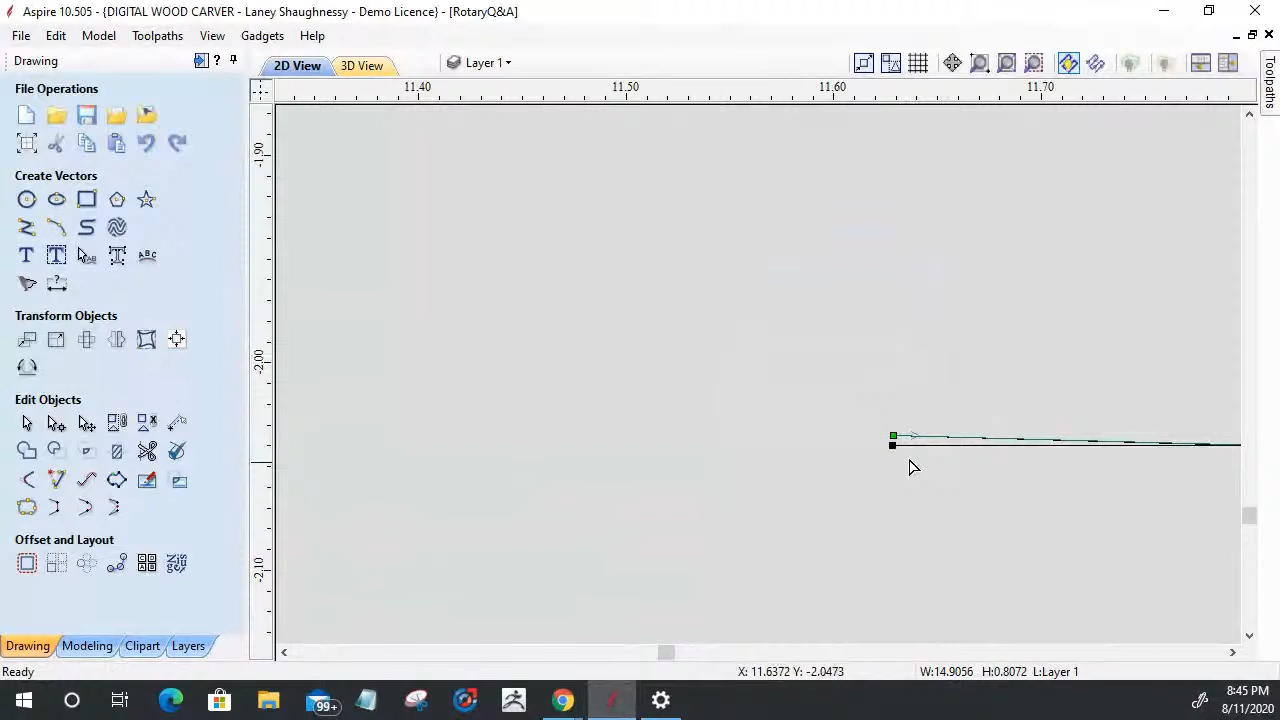 Aspire 10.505 - {DIGITAL WOOD CARVER - Laney Shaughnessy - Demo Licence} - [RotaryQ&A]
File Edit Model Toolpaths View Gadgets Help
Drawing
2D View 3D View Layer 1
Toolpaths
File Operations
11.40 11.50 11.60 11.70
-1.90
Create Vectors
Transform Objects
-2.00
Edit Objects
Offset and Layout
-2.10
Drawing Modeling Clipart Layers
Ready X: 11.6372 Y: -2.0473 W:14.9056 H:0.8072 L:Layer 1
99+
8:45 PM
8/11/2020